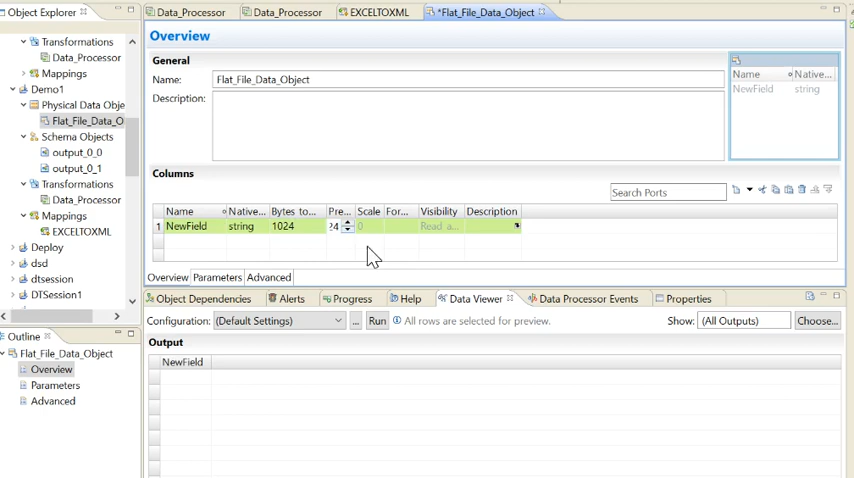 Object Explorer
Data_Processor
Data_Processor
EXCELTOXML
*Flat_File_Data_Object
Transformations
Data_Processor
Mappings
Demo1
Physical Data Obje
Flat_File_Data_O
Schema Objects
output_0_0
output_0_1
Transformations
Data_Processor
Mappings
EXCELTOXML
Deploy
dsd
dtsession
DTSession1
Overview
General
Name: Flat_File_Data_Object
Description:
Name Native...
NewField string
Columns
Search Ports
Name Native... Bytes to... Pre... Scale For... Visibility Description
1 NewField string 1024 24 0 Read a...
Overview Parameters Advanced
Object Dependencies Alerts Progress Help Data Viewer Data Processor Events Properties
Configuration: (Default Settings) ... Run All rows are selected for preview. Show: (All Outputs) Choose...
Output
NewField
Outline
Flat_File_Data_Object
Overview
Parameters
Advanced